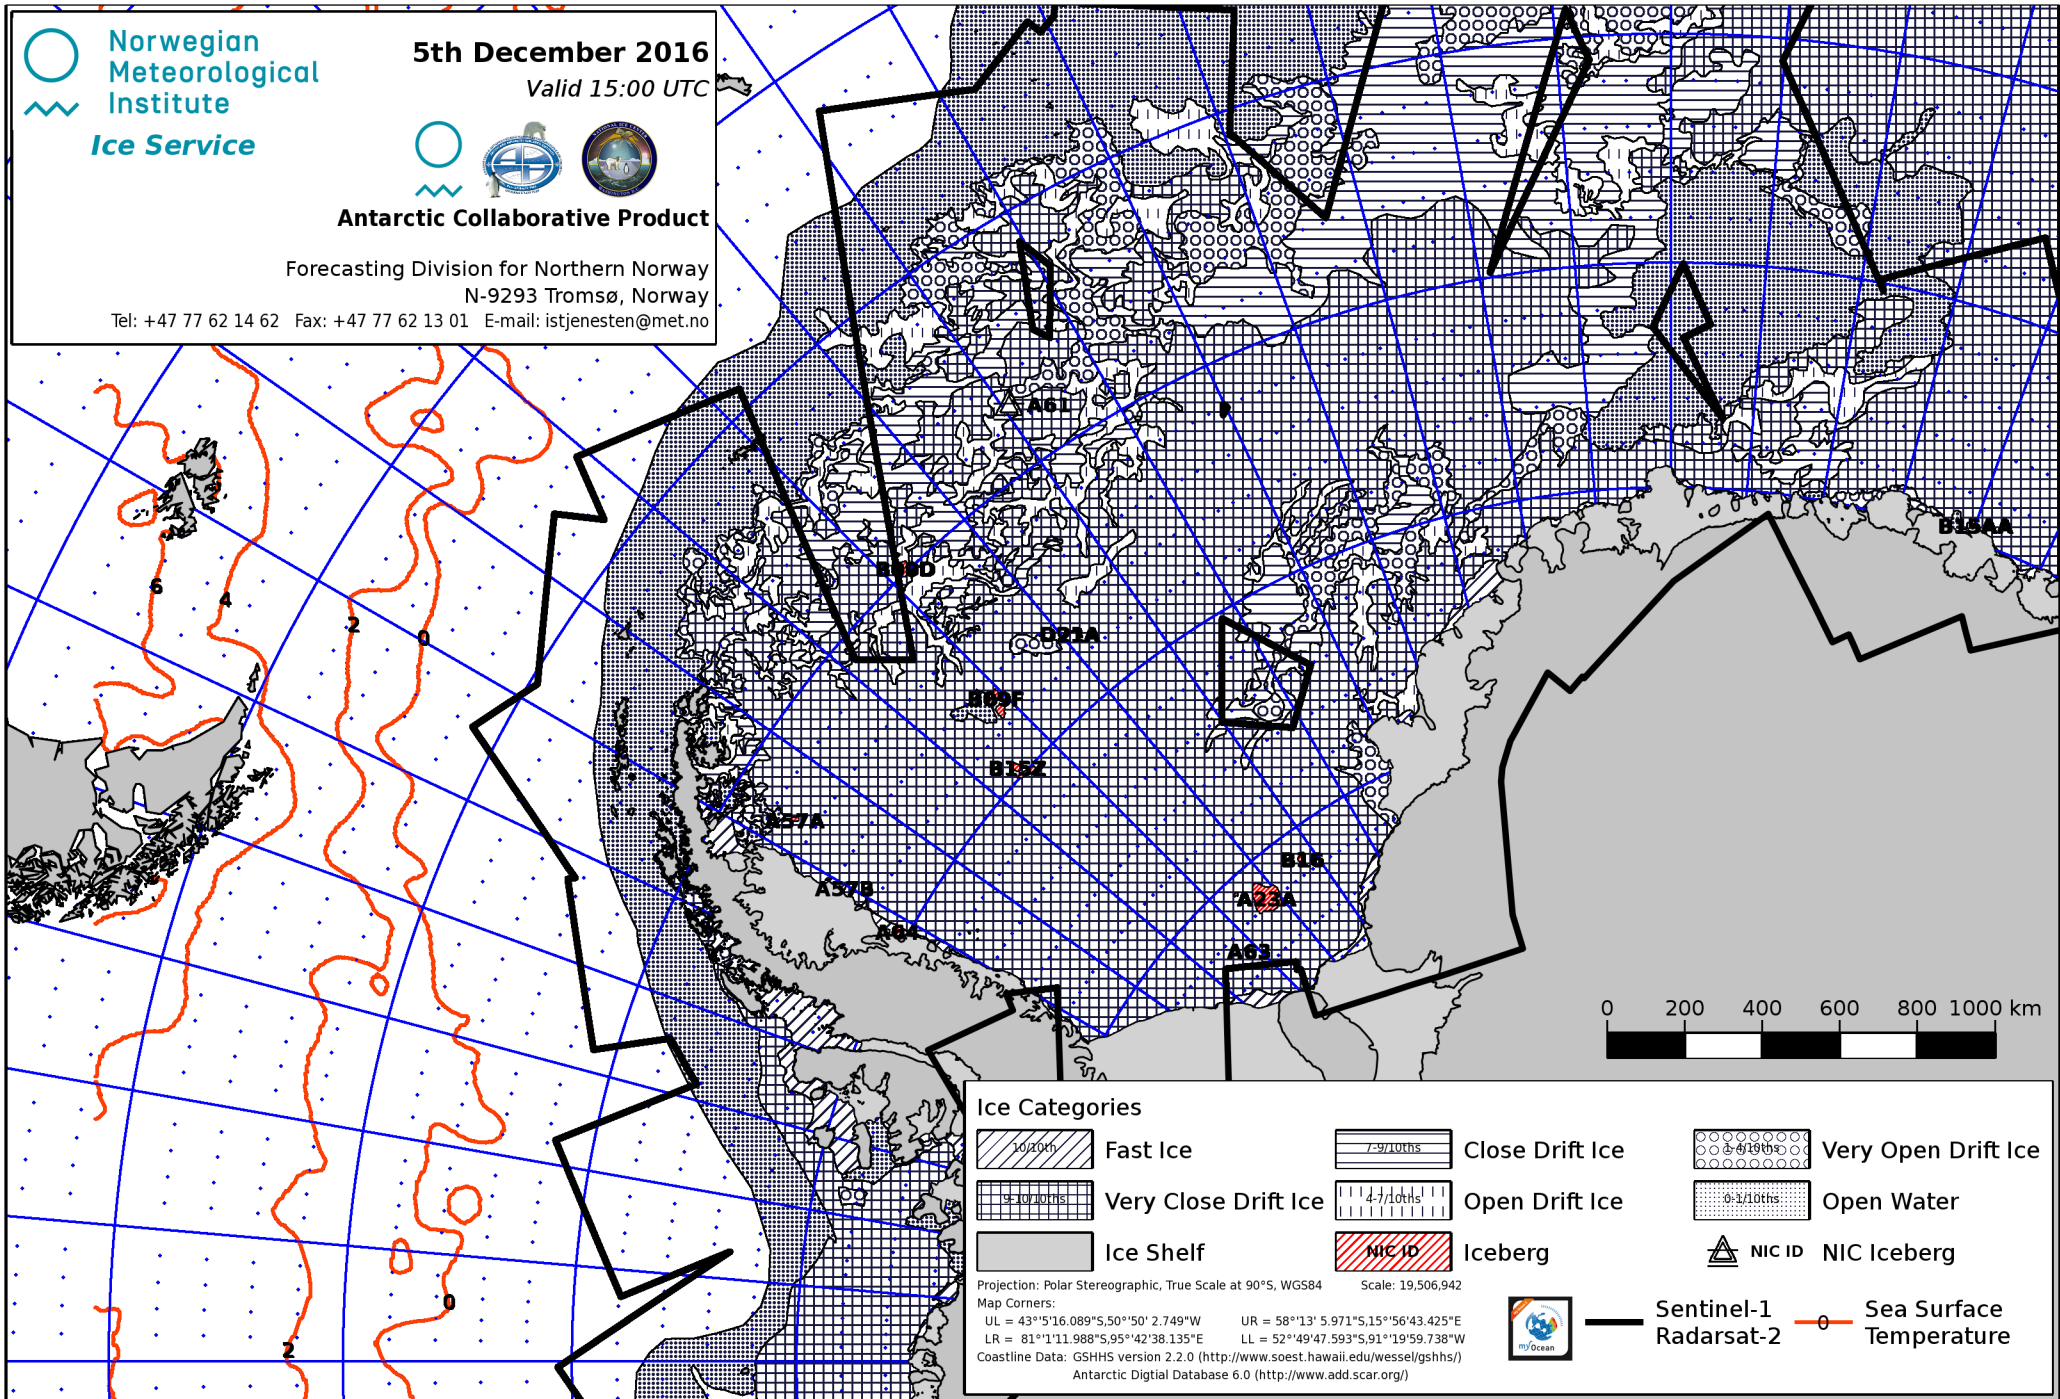 Norwegian
Meteorological
Institute
Ice Service
5th December 2016
Valid 15:00 UTC
Antarctic Collaborative Product
Forecasting Division for Northern Norway
N-9293 Tromsø, Norway
Tel: +47 77 62 14 62 Fax: +47 77 62 13 01 E-mail: istjenesten@met.no
A61
B15AA
6
4
2
0
D21A
B09F
B15Z
A57A
B16
A57B
A23A
A64
A63
0 200 400 600 800 1000 km
0
2
Ice Categories
10/10th Fast Ice
7-9/10ths Close Drift Ice
1-4/10ths Very Open Drift Ice
9-10/10ths Very Close Drift Ice
4-7/10ths Open Drift Ice
0-1/10ths Open Water
Ice Shelf
NIC ID Iceberg
NIC ID NIC Iceberg
Projection: Polar Stereographic, True Scale at 90°S, WGS84 Scale: 19,506,942
Map Corners:
UL = 43°'5'16.089"S,50°'50' 2.749"W UR = 58°'13' 5.971"S,15°'56'43.425"E
LR = 81°'1'11.988"S,95°'42'38.135"E LL = 52°'49'47.593"S,91°'19'59.738"W
Coastline Data: GSHHS version 2.2.0 (http://www.soest.hawaii.edu/wessel/gshhs/)
Antarctic Digtial Database 6.0 (http://www.add.scar.org/)
myOcean
Sentinel-1
Radarsat-2
0
Sea Surface
Temperature